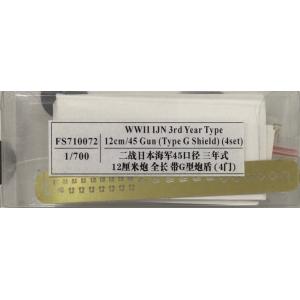 WWII IJN 3rd Year Type
FS710072
12cm/45 Gun (Type G Shield) (4set)
1/700
二战日本海军45口径 三年式
12厘米炮 全长 带G型炮盾 (4门)